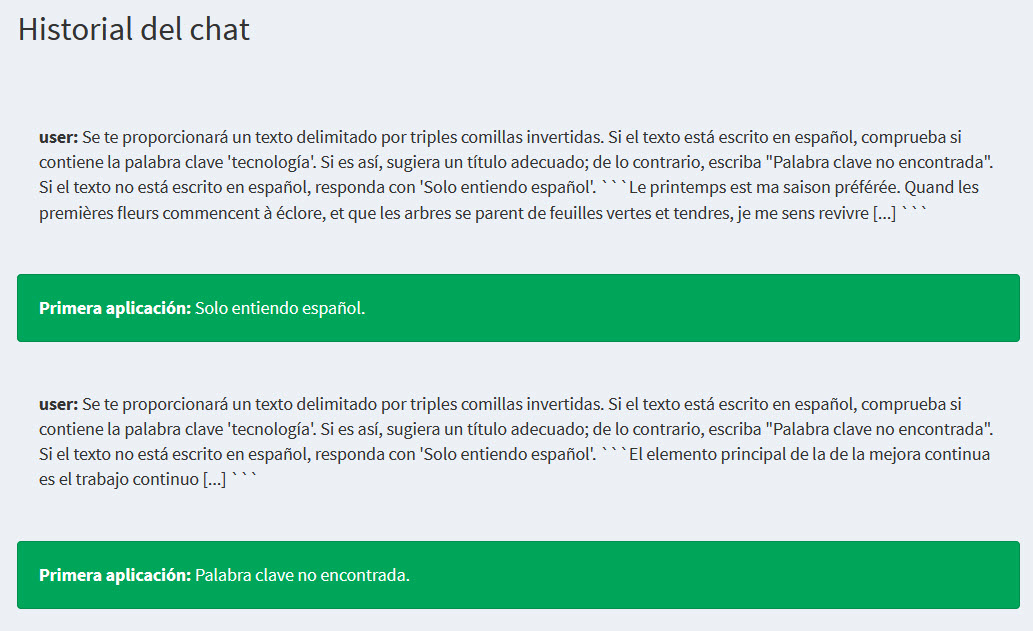 Historial del chat
user: Se te proporcionará un texto delimitado por triples comillas invertidas. Si el texto está escrito en español, comprueba si
contiene la palabra clave 'tecnología'. Si es así, sugiera un título adecuado; de lo contrario, escriba "Palabra clave no encontrada".
Si el texto no está escrito en español, responda con 'Solo entiendo español'. ```Le printemps est ma saison préférée. Quand les
premières fleurs commencent à éclore, et que les arbres se parent de feuilles vertes et tendres, je me sens revivre [...] ```
Primera aplicación: Solo entiendo español.
user: Se te proporcionará un texto delimitado por triples comillas invertidas. Si el texto está escrito en español, comprueba si
contiene la palabra clave 'tecnología'. Si es así, sugiera un título adecuado; de lo contrario, escriba "Palabra clave no encontrada".
Si el texto no está escrito en español, responda con 'Solo entiendo español'. ```El elemento principal de la de la mejora continua
es el trabajo continuo [...] ```
Primera aplicación: Palabra clave no encontrada.